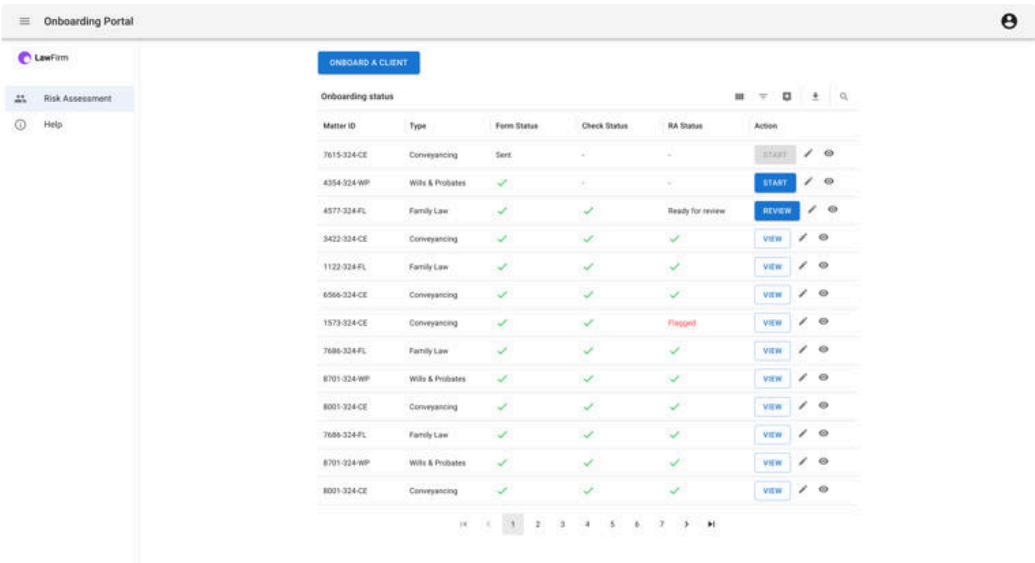 Onboarding Portal
LawFirm
Risk Assessment
Help
ONBOARD A CLIENT
Onboarding status
Matter ID Type Form Status Check Status RA Status Action
7615-324-CE Conveyancing Sent - - START
4354-324-WP Wills & Probates - - START
4577-324-FL Family Law Ready for review REVIEW
3422-324-CE Conveyancing VIEW
1122-324-FL Family Law VIEW
6566-324-CE Conveyancing VIEW
1573-324-CE Conveyancing Flagged VIEW
7686-324-FL Family Law VIEW
8701-324-WP Wills & Probates VIEW
8001-324-CE Conveyancing VIEW
7686-324-FL Family Law VIEW
8701-324-WP Wills & Probates VIEW
8001-324-CE Conveyancing VIEW
1 2 3 4 5 6 7